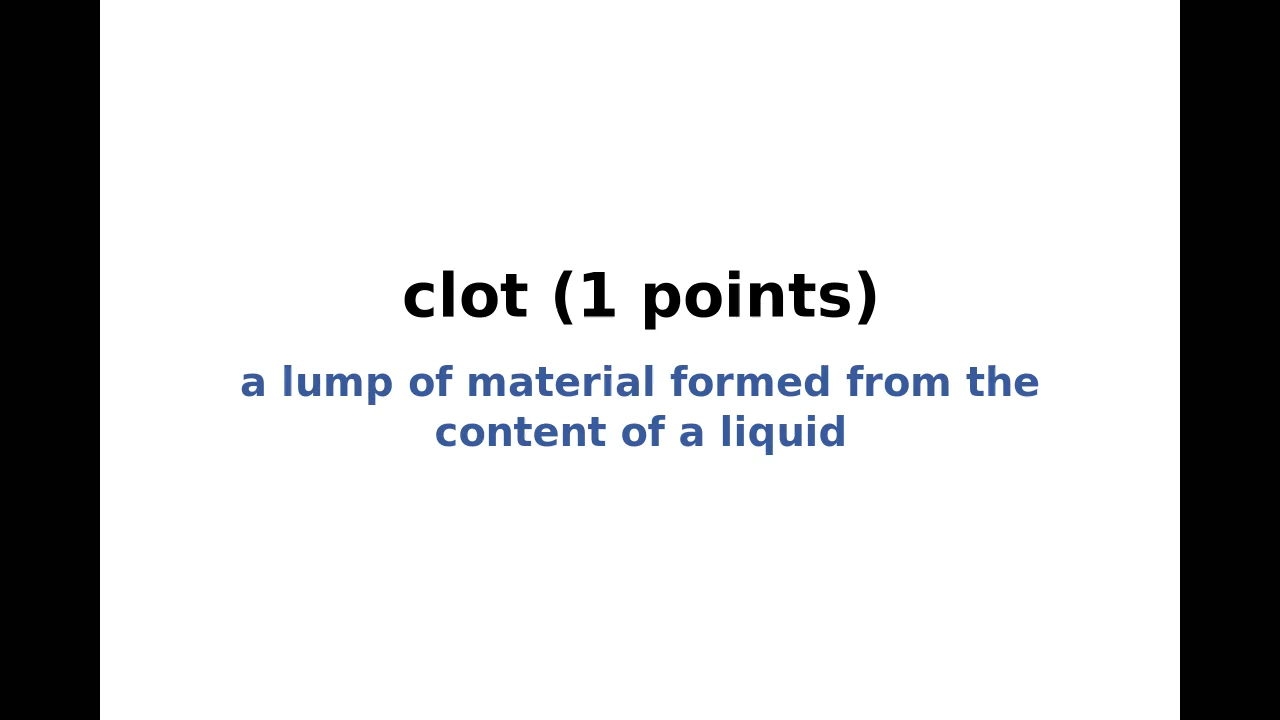 clot (1 points)
a lump of material formed from the
content of a liquid